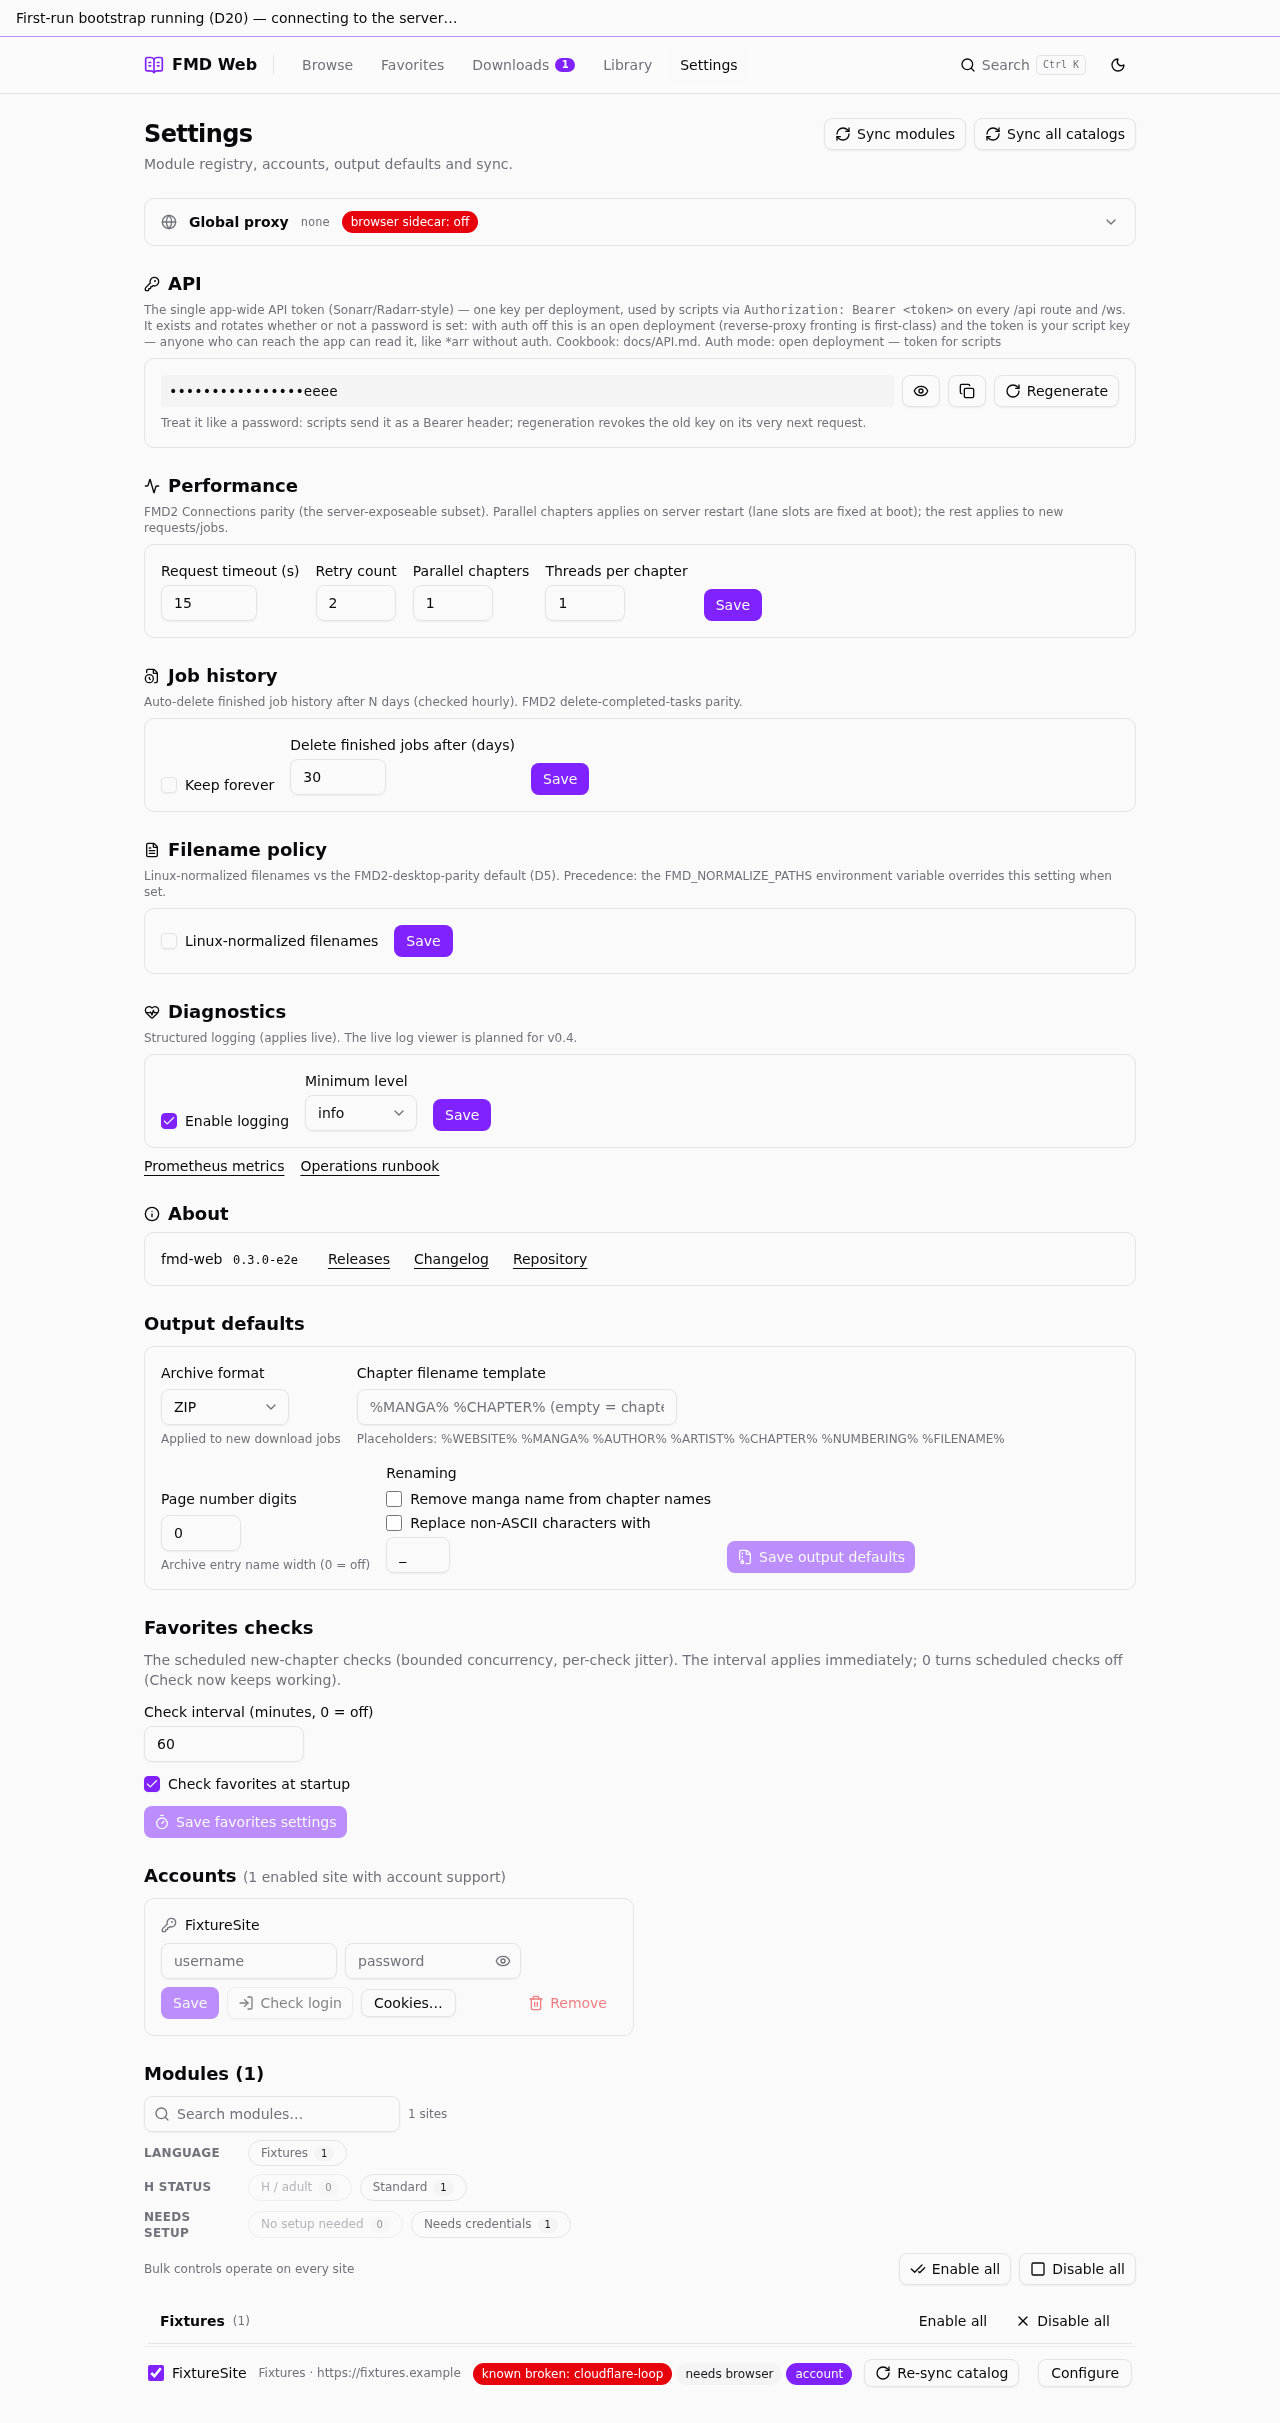 First-run bootstrap running (D20) — connecting to the server…
FMD Web Browse Favorites Downloads 1 Library Settings Search Ctrl K
Settings Sync modules Sync all catalogs
Module registry, accounts, output defaults and sync.
Global proxy none browser sidecar: off
API
The single app-wide API token (Sonarr/Radarr-style) — one key per deployment, used by scripts via Authorization: Bearer <token> on every /api route and /ws.
It exists and rotates whether or not a password is set: with auth off this is an open deployment (reverse-proxy fronting is first-class) and the token is your script key
— anyone who can reach the app can read it, like *arr without auth. Cookbook: docs/API.md. Auth mode: open deployment — token for scripts
••••••••••••••••eeee Regenerate
Treat it like a password: scripts send it as a Bearer header; regeneration revokes the old key on its very next request.
Performance
FMD2 Connections parity (the server-exposeable subset). Parallel chapters applies on server restart (lane slots are fixed at boot); the rest applies to new
requests/jobs.
Request timeout (s) Retry count Parallel chapters Threads per chapter
15 2 1 1 Save
Job history
Auto-delete finished job history after N days (checked hourly). FMD2 delete-completed-tasks parity.
Delete finished jobs after (days)
Keep forever 30 Save
Filename policy
Linux-normalized filenames vs the FMD2-desktop-parity default (D5). Precedence: the FMD_NORMALIZE_PATHS environment variable overrides this setting when
set.
Linux-normalized filenames Save
Diagnostics
Structured logging (applies live). The live log viewer is planned for v0.4.
Minimum level
Enable logging info Save
Prometheus metrics Operations runbook
About
fmd-web 0.3.0-e2e Releases Changelog Repository
Output defaults
Archive format Chapter filename template
ZIP %MANGA% %CHAPTER% (empty = chapte
Applied to new download jobs Placeholders: %WEBSITE% %MANGA% %AUTHOR% %ARTIST% %CHAPTER% %NUMBERING% %FILENAME%
Renaming
Page number digits Remove manga name from chapter names
Replace non-ASCII characters with
0 _ Save output defaults
Archive entry name width (0 = off)
Favorites checks
The scheduled new-chapter checks (bounded concurrency, per-check jitter). The interval applies immediately; 0 turns scheduled checks off
(Check now keeps working).
Check interval (minutes, 0 = off)
60
Check favorites at startup
Save favorites settings
Accounts (1 enabled site with account support)
FixtureSite
username password
Save Check login Cookies… Remove
Modules (1)
Search modules… 1 sites
LANGUAGE Fixtures 1
H STATUS H / adult 0 Standard 1
NEEDS SETUP No setup needed 0 Needs credentials 1
Bulk controls operate on every site Enable all Disable all
Fixtures (1) Enable all Disable all
FixtureSite Fixtures · https://fixtures.example known broken: cloudflare-loop needs browser account Re-sync catalog Configure